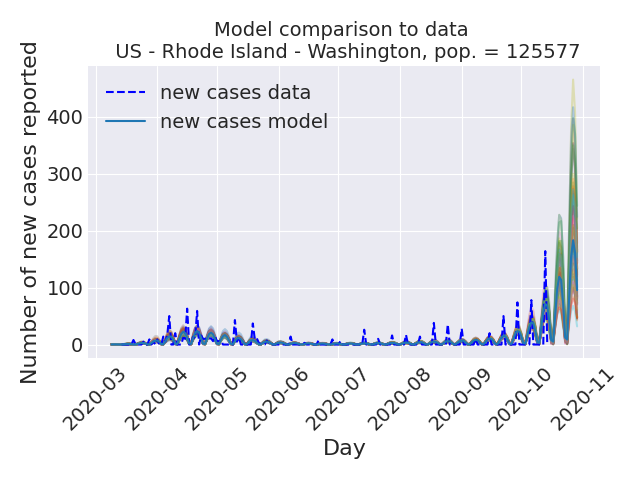 Model comparison to data
US - Rhode Island - Washington, pop. = 125577
Number of new cases reported
new cases data
new cases model
400
300
200
100
0
2020-03
2020-04
2020-05
2020-06
2020-07
2020-08
2020-09
2020-10
2020-11
Day